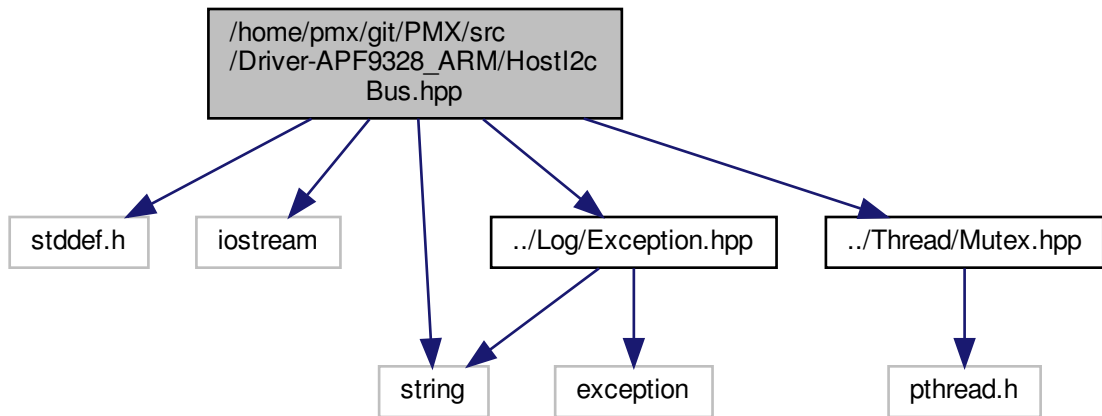 /home/pmx/git/PMX/src
/Driver-APF9328_ARM/HostI2c
Bus.hpp
stddef.h
iostream
../Log/Exception.hpp
../Thread/Mutex.hpp
string
exception
pthread.h